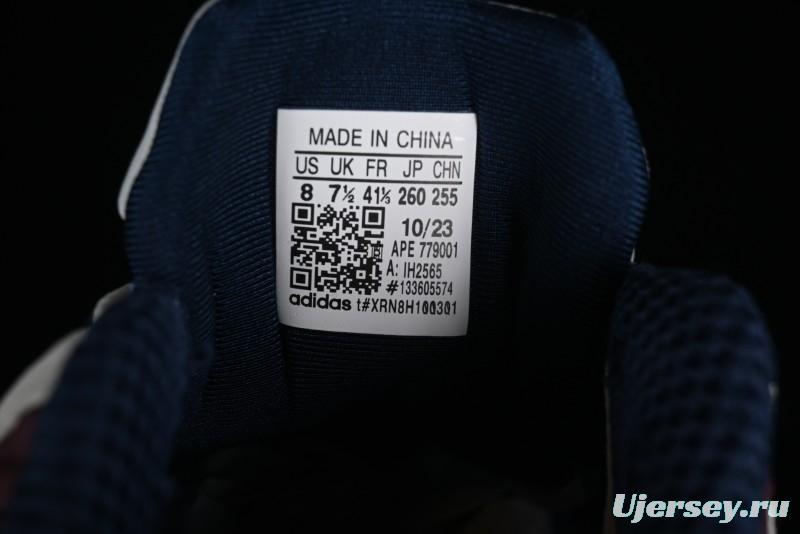 MADE IN CHINA
US UK FR JP CHN
8 7½ 41⅓ 260 255
10/23
APE 779001
A: IH2565
#133605574
adidas
Ujersey.ru